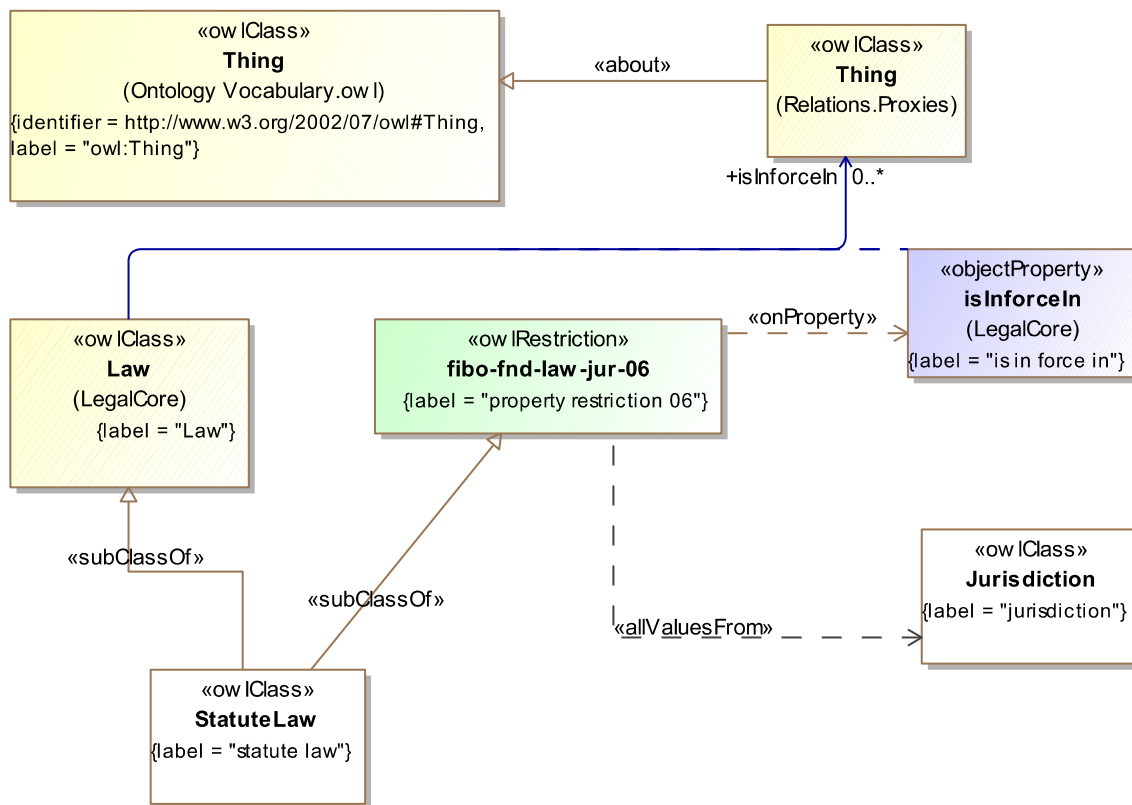 «owlClass»
Thing
(Ontology Vocabulary.owl)
{identifier = http://www.w3.org/2002/07/owl#Thing,
label = "owl:Thing"}
«about»
«owlClass»
Thing
(Relations.Proxies)
+isInforceIn 0..*
«objectProperty»
isInforceIn
(LegalCore)
{label = "is in force in"}
«onProperty»
«owlClass»
Law
(LegalCore)
{label = "Law"}
«owlRestriction»
fibo-fnd-law-jur-06
{label = "property restriction 06"}
«subClassOf»
«subClassOf»
«allValuesFrom»
«owlClass»
Jurisdiction
{label = "jurisdiction"}
«owlClass»
StatuteLaw
{label = "statute law"}